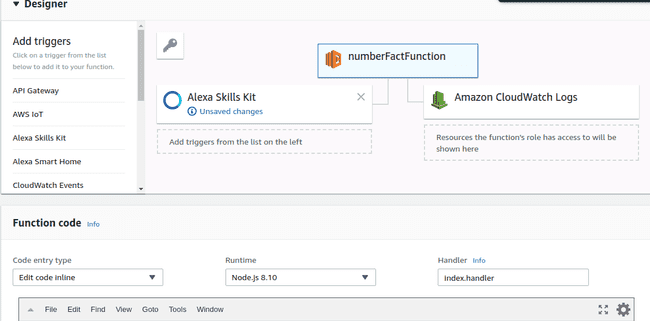 Designer
Add triggers
Click on a trigger from the list
below to add it to your function.
API Gateway
AWS IoT
Alexa Skills Kit
Alexa Smart Home
CloudWatch Events
numberFactFunction
Alexa Skills Kit
Unsaved changes
Add triggers from the list on the left
Amazon CloudWatch Logs
Resources the function's role has access to will be
shown here
Function code Info
Code entry type
Edit code inline
Runtime
Node.js 8.10
Handler Info
index.handler
File Edit Find View Goto Tools Window